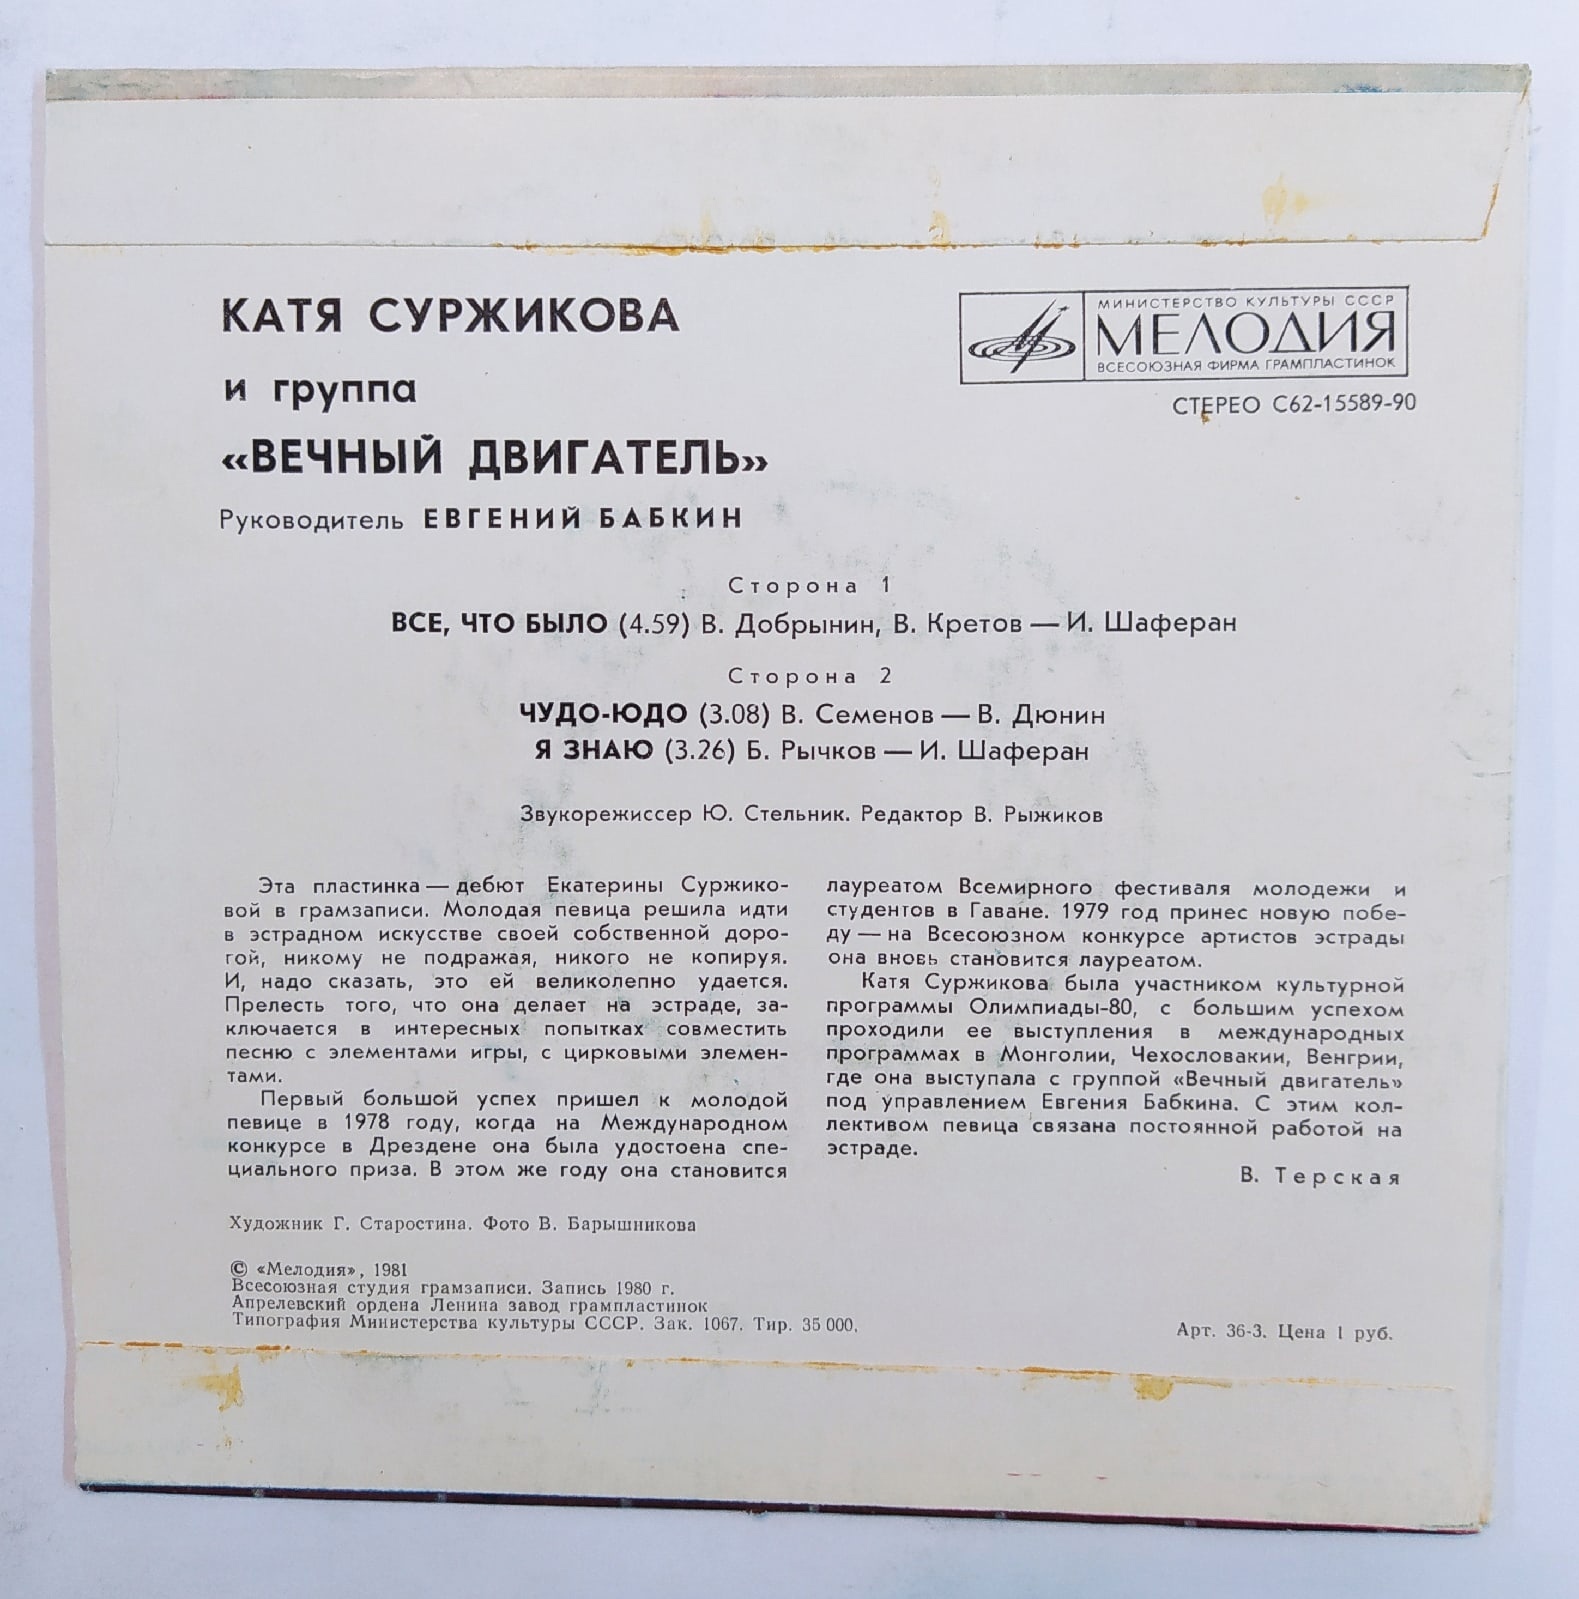 КАТЯ СУРЖИКОВА
и группа
«ВЕЧНЫЙ ДВИГАТЕЛЬ»
Руководитель ЕВГЕНИЙ БАБКИН
МИНИСТЕРСТВО КУЛЬТУРЫ СССР
МЕЛОДИЯ
ВСЕСОЮЗНАЯ ФИРМА ГРАМПЛАСТИНОК
СТЕРЕО С62-15589-90
Сторона 1
ВСЕ, ЧТО БЫЛО (4.59) В. Добрынин, В. Кретов — И. Шаферан
Сторона 2
ЧУДО-ЮДО (3.08) В. Семенов — В. Дюнин
Я ЗНАЮ (3.26) Б. Рычков — И. Шаферан
Звукорежиссер Ю. Стельник. Редактор В. Рыжиков
Эта пластинка — дебют Екатерины Суржико-
вой в грамзаписи. Молодая певица решила идти
в эстрадном искусстве своей собственной доро-
гой, никому не подражая, никого не копируя.
И, надо сказать, это ей великолепно удается.
Прелесть того, что она делает на эстраде, за-
ключается в интересных попытках совместить
песню с элементами игры, с цирковыми элемен-
тами.
Первый большой успех пришел к молодой
певице в 1978 году, когда на Международном
конкурсе в Дрездене она была удостоена спе-
циального приза. В этом же году она становится
лауреатом Всемирного фестиваля молодежи и
студентов в Гаване. 1979 год принес новую побе-
ду — на Всесоюзном конкурсе артистов эстрады
она вновь становится лауреатом.
Катя Суржикова была участником культурной
программы Олимпиады-80, с большим успехом
проходили ее выступления в международных
программах в Монголии, Чехословакии, Венгрии,
где она выступала с группой «Вечный двигатель»
под управлением Евгения Бабкина. С этим кол-
лективом певица связана постоянной работой на
эстраде.
В. Терская
Художник Г. Старостина. Фото В. Барышникова
© «Мелодия», 1981
Всесоюзная студия грамзаписи. Запись 1980 г.
Апрелевский ордена Ленина завод грампластинок
Типография Министерства культуры СССР. Зак. 1067. Тир. 35 000.
Арт. 36-3. Цена 1 руб.